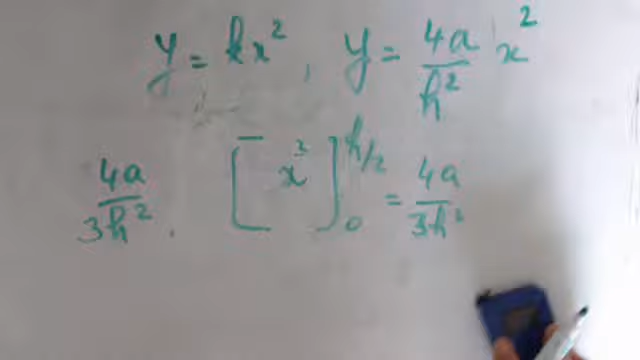 y = kx², y = 4a/h² x²
4a/3h² · [x³]₀^{h/2} = 4a/3h²